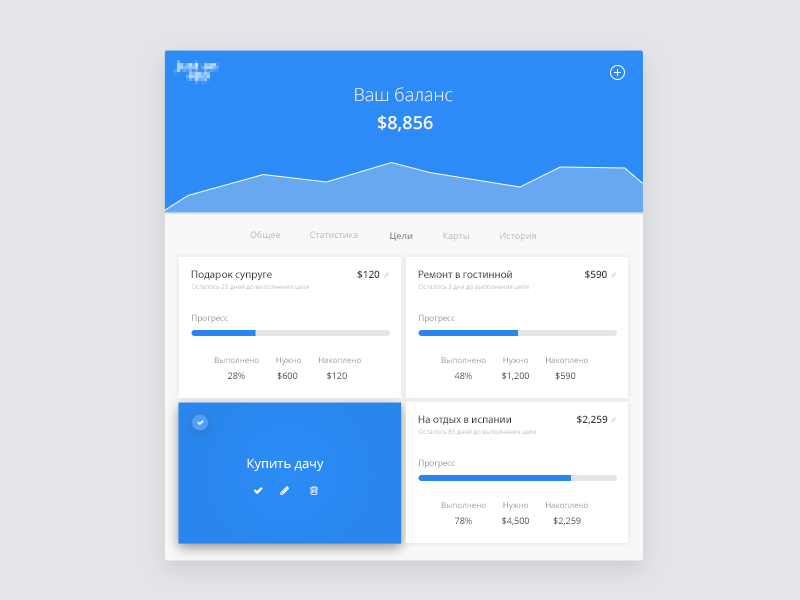 Ваш баланс
$8,856
Общее Статистика Цели Карты История
Подарок супруге $120
Осталось 25 дней до выполнения цели
Прогресс
Выполнено Нужно Накоплено
28% $600 $120
Ремонт в гостинной $590
Осталось 3 дня до выполнения цели
Прогресс
Выполнено Нужно Накоплено
48% $1,200 $590
Купить дачу
На отдых в испании $2,259
Осталось 85 дней до выполнения цели
Прогресс
Выполнено Нужно Накоплено
78% $4,500 $2,259